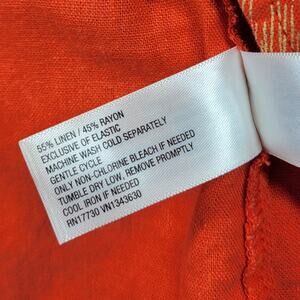 55% LINEN / 45% RAYON
EXCLUSIVE OF ELASTIC
MACHINE WASH COLD SEPARATELY
GENTLE CYCLE
ONLY NON-CHLORINE BLEACH IF NEEDED
TUMBLE DRY LOW, REMOVE PROMPTLY
COOL IRON IF NEEDED
RN17730 VN1343630